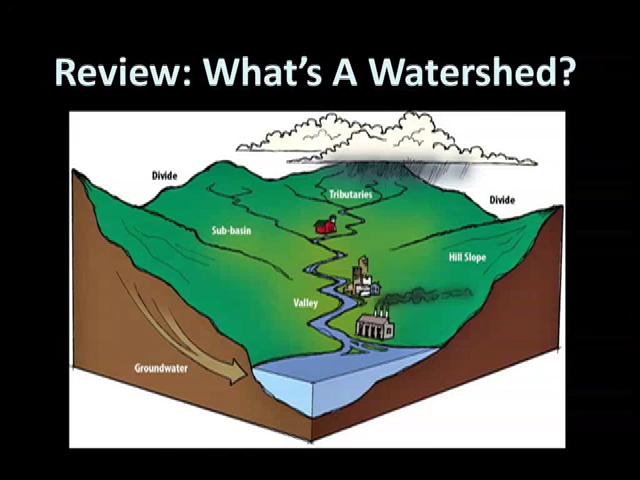 Review: What's A Watershed?
Divide
Tributaries
Divide
Sub-basin
Hill Slope
Valley
Groundwater